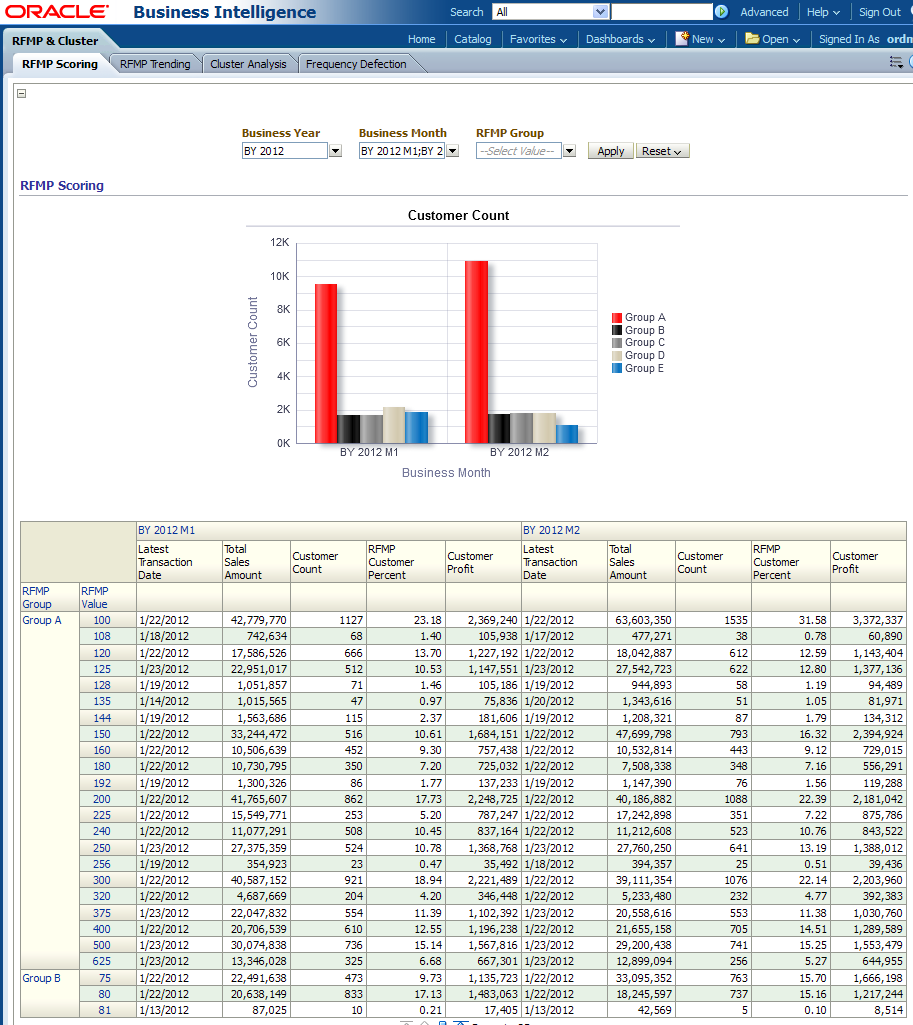 ORACLE Business Intelligence Search All Advanced Help Sign Out
RFMP & Cluster Home Catalog Favorites Dashboards New Open Signed In As
RFMP Scoring RFMP Trending Cluster Analysis Frequency Defection
Business Year Business Month RFMP Group
BY 2012 BY 2012 M1;BY 2 --Select Value-- Apply Reset
RFMP Scoring
Customer Count
12K
10K
8K
6K
4K
2K
0K
Customer Count
BY 2012 M1 BY 2012 M2
Business Month
Group A
Group B
Group C
Group D
Group E
BY 2012 M1 BY 2012 M2
Latest Transaction Date Total Sales Amount Customer Count RFMP Customer Percent Customer Profit Latest Transaction Date Total Sales Amount Customer Count RFMP Customer Percent Customer Profit
RFMP Group RFMP Value
Group A 100 1/22/2012 42,779,770 1127 23.18 2,369,240 1/22/2012 63,603,350 1535 31.58 3,372,337
108 1/18/2012 742,634 68 1.40 105,938 1/17/2012 477,271 38 0.78 60,890
120 1/22/2012 17,586,526 666 13.70 1,227,192 1/22/2012 18,042,887 612 12.59 1,143,404
125 1/23/2012 22,951,017 512 10.53 1,147,551 1/23/2012 27,542,723 622 12.80 1,377,136
128 1/19/2012 1,051,857 71 1.46 105,186 1/19/2012 944,893 58 1.19 94,489
135 1/14/2012 1,015,565 47 0.97 75,836 1/20/2012 1,343,616 51 1.05 81,971
144 1/19/2012 1,563,686 115 2.37 181,606 1/19/2012 1,208,321 87 1.79 134,312
150 1/22/2012 33,244,472 516 10.61 1,684,151 1/22/2012 47,699,798 793 16.32 2,394,924
160 1/22/2012 10,506,639 452 9.30 757,438 1/22/2012 10,532,814 443 9.12 729,015
180 1/22/2012 10,730,795 350 7.20 725,032 1/22/2012 7,508,338 348 7.16 556,291
192 1/19/2012 1,300,326 86 1.77 137,233 1/19/2012 1,147,390 76 1.56 119,288
200 1/22/2012 41,765,607 862 17.73 2,248,725 1/22/2012 40,186,882 1088 22.39 2,181,042
225 1/22/2012 15,549,771 253 5.20 787,247 1/22/2012 17,242,898 351 7.22 875,786
240 1/22/2012 11,077,291 508 10.45 837,164 1/22/2012 11,212,608 523 10.76 843,522
250 1/23/2012 27,375,359 524 10.78 1,368,768 1/23/2012 27,760,250 641 13.19 1,388,012
256 1/19/2012 354,923 23 0.47 35,492 1/18/2012 394,357 25 0.51 39,436
300 1/22/2012 40,587,152 921 18.94 2,221,489 1/22/2012 39,111,354 1076 22.14 2,203,960
320 1/22/2012 4,687,669 204 4.20 346,448 1/22/2012 5,233,480 232 4.77 392,383
375 1/23/2012 22,047,832 554 11.39 1,102,392 1/23/2012 20,558,616 553 11.38 1,030,760
400 1/22/2012 20,706,539 610 12.55 1,196,238 1/22/2012 21,655,158 705 14.51 1,289,589
500 1/23/2012 30,074,838 736 15.14 1,567,816 1/23/2012 29,200,438 741 15.25 1,553,479
625 1/23/2012 13,346,028 325 6.68 667,301 1/23/2012 12,899,094 256 5.27 644,955
Group B 75 1/22/2012 22,491,638 473 9.73 1,135,723 1/22/2012 33,095,352 763 15.70 1,666,198
80 1/22/2012 20,638,149 833 17.13 1,483,063 1/22/2012 18,245,597 737 15.16 1,217,244
81 1/13/2012 87,025 10 0.21 17,405 1/13/2012 42,569 5 0.10 8,514